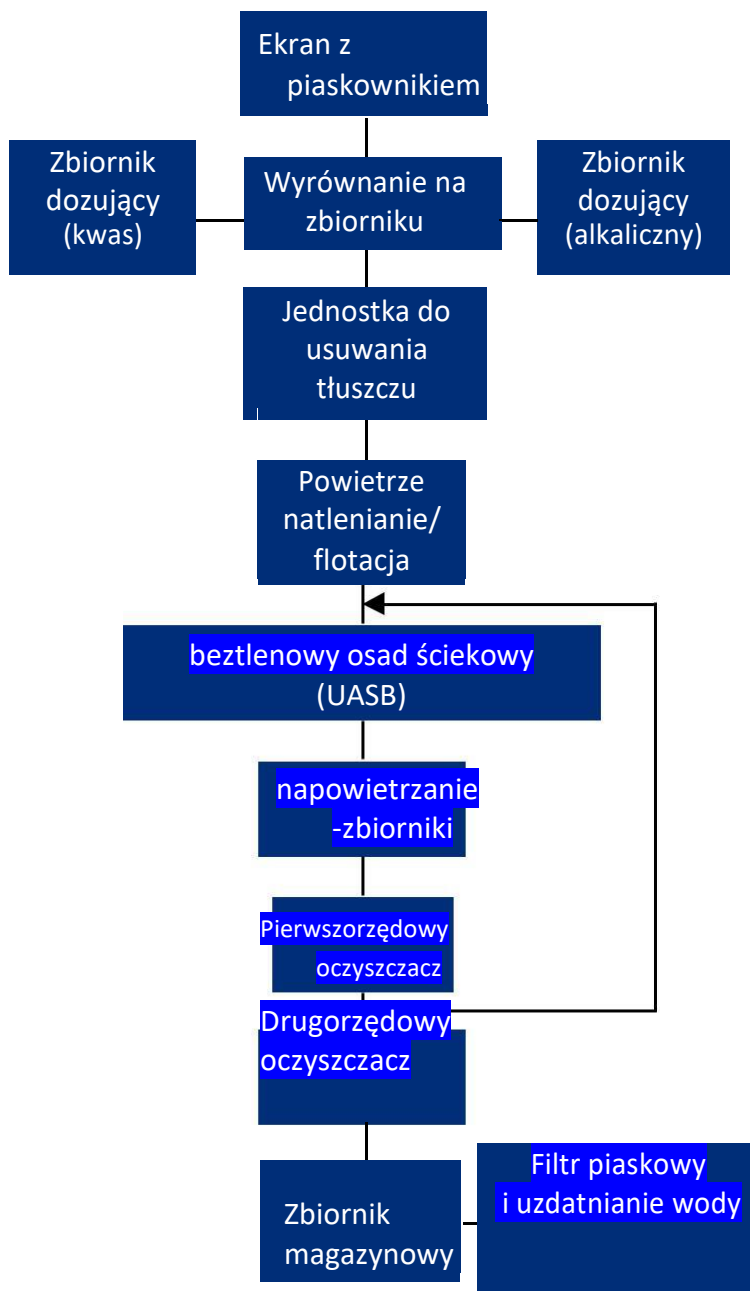 Ekran z
piaskownikiem
Zbiornik
dozujący
(kwas)
Wyrównanie na
zbiorniku
Zbiornik
dozujący
(alkaliczny)
Jednostka do
usuwania
tłuszczu
Powietrze
natlenianie/
flotacja
beztlenowy osad ściekowy
(UASB)
napowietrzanie
-zbiorniki
Pierwszorzędowy
oczyszczacz
Drugorzędowy
oczyszczacz
Zbiornik
magazynowy
Filtr piaskowy
i uzdatnianie wody